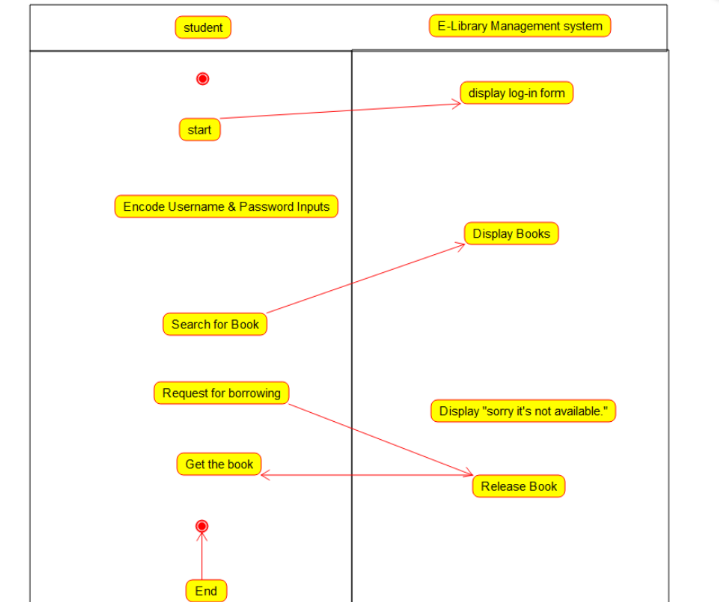 student
E-Library Management system
display log-in form
start
Encode Username & Password Inputs
Display Books
Search for Book
Request for borrowing
Display "sorry it's not available."
Get the book
Release Book
End